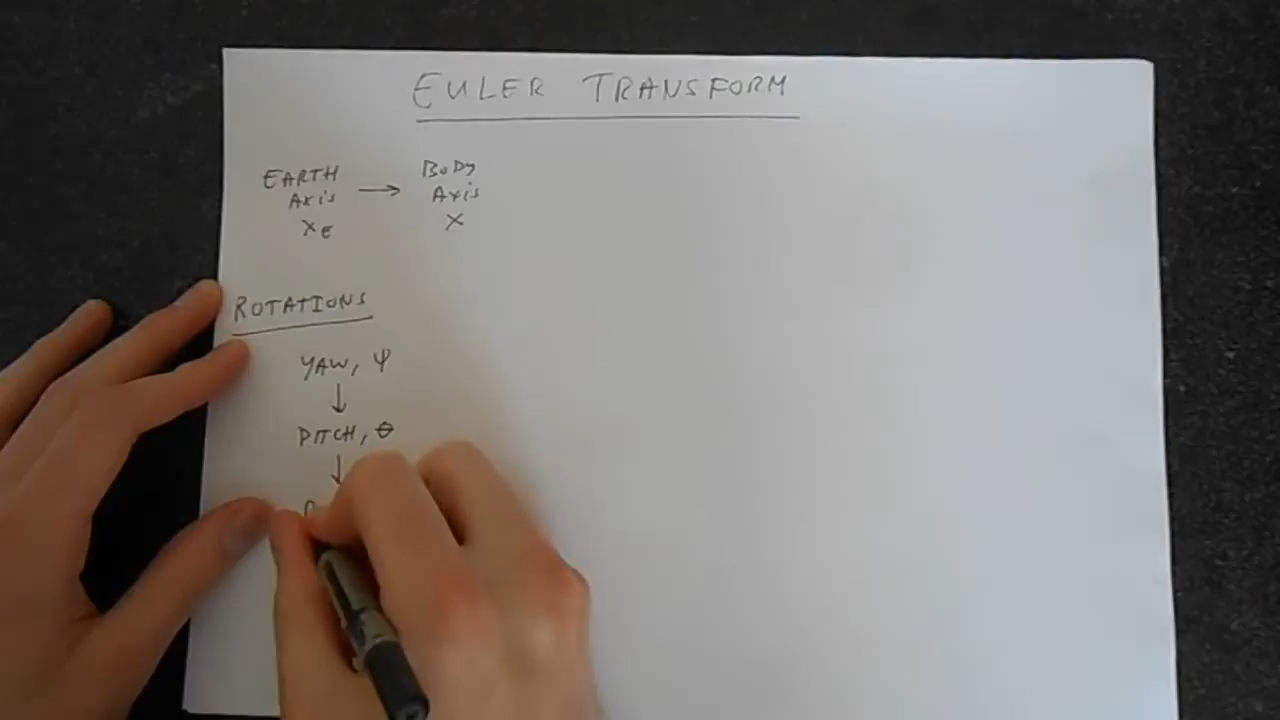 EULER TRANSFORM
EARTH
Axis
XE
→
BODY
Axis
X
ROTATIONS
YAW, Ψ
↓
PITCH, θ
↓